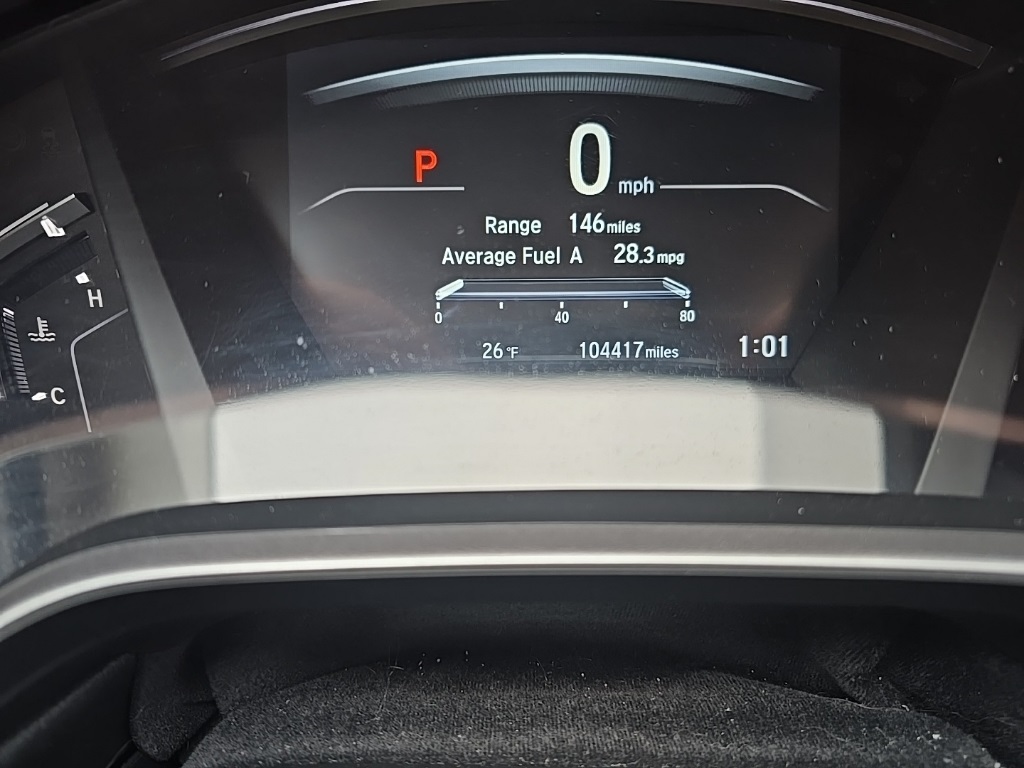 P
0 mph
Range 146 miles
Average Fuel A 28.3 mpg
0 40 80
26 °F 104417 miles 1:01
H
C